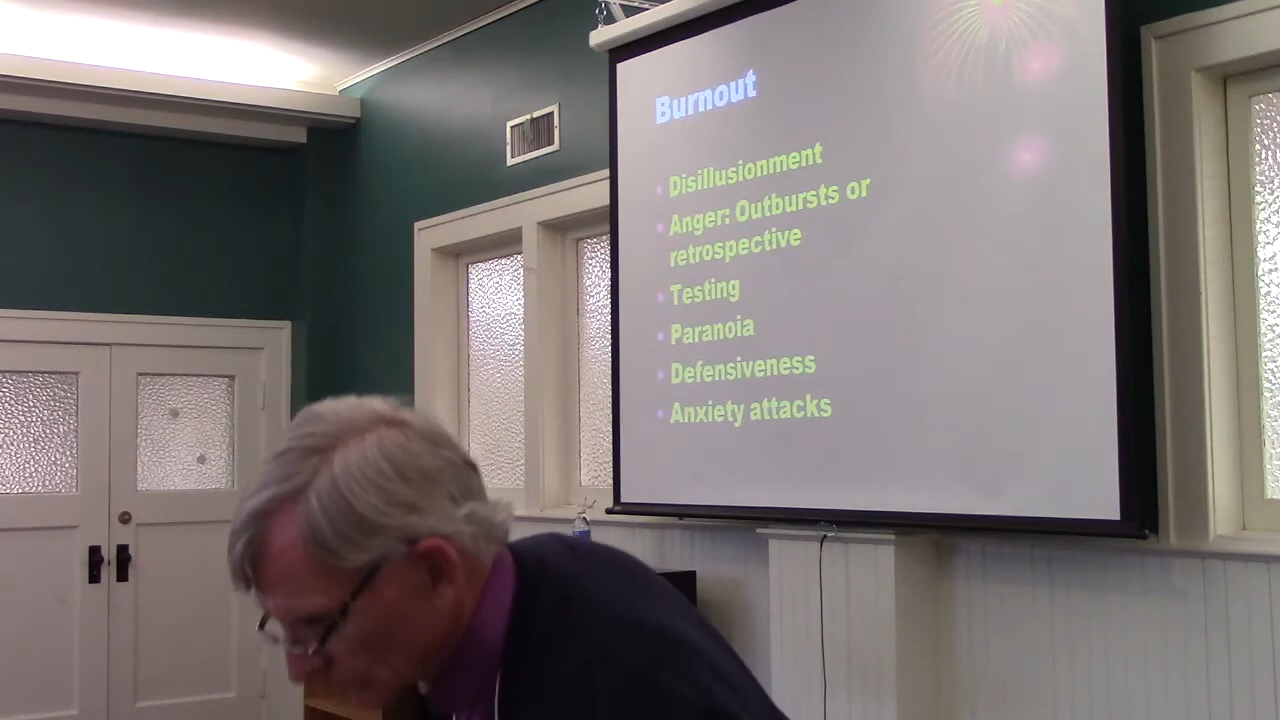 Burnout
Disillusionment
Anger: Outbursts or
retrospective
Testing
Paranoia
Defensiveness
Anxiety attacks